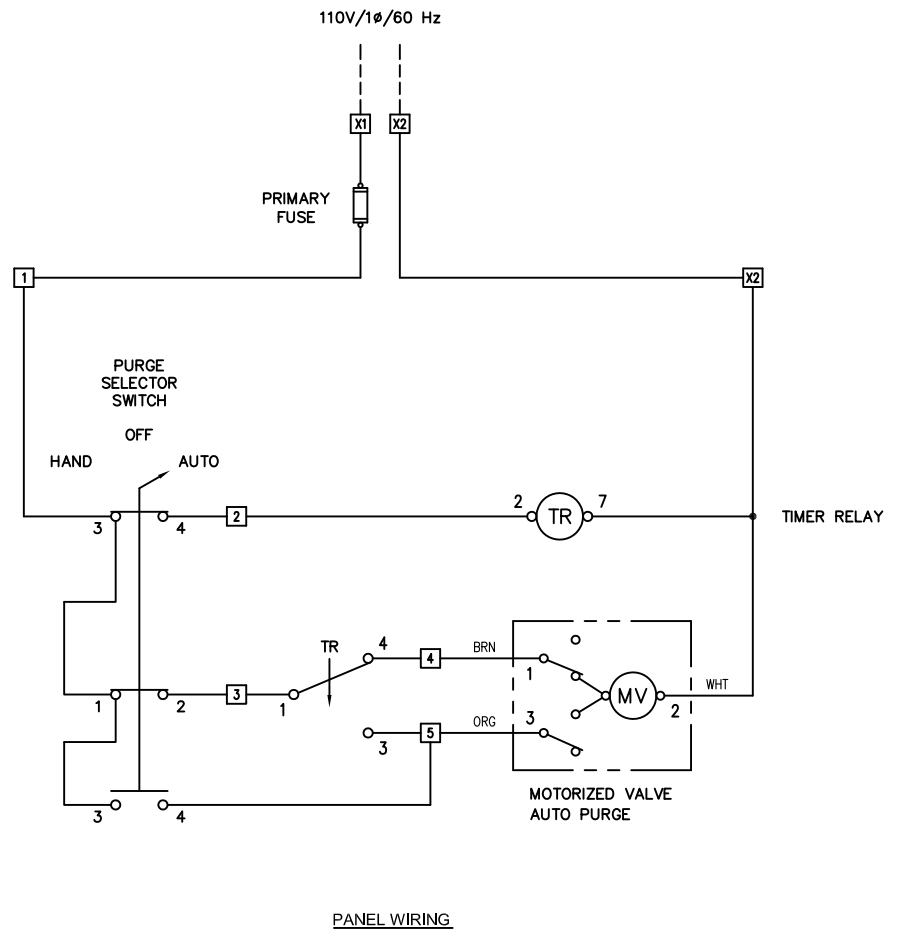 110V/1ø/60 Hz
X1
X2
PRIMARY
FUSE
1
X2
PURGE
SELECTOR
SWITCH
OFF
HAND
AUTO
3
4
2
2
TR
7
TIMER RELAY
TR
4
4
BRN
1
2
3
1
1
MV
2
WHT
3
5
ORG
3
3
4
MOTORIZED VALVE
AUTO PURGE
PANEL WIRING